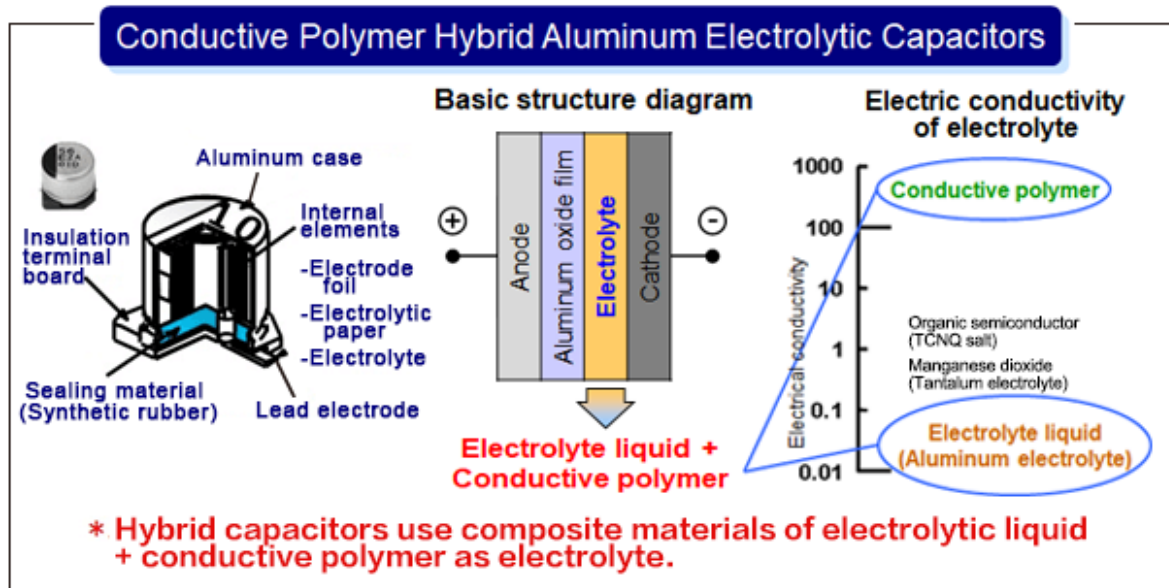 Conductive Polymer Hybrid Aluminum Electrolytic Capacitors
Basic structure diagram
Electric conductivity
of electrolyte
Aluminum case
Insulation
terminal
board
Internal
elements
-Electrode
foil
-Electrolytic
paper
-Electrolyte
Sealing material
(Synthetic rubber)
Lead electrode
+
Anode
Aluminum oxide film
Electrolyte
Cathode
-
Electrolyte liquid +
Conductive polymer
Electrical conductivity
1000
100
10
1
0.1
0.01
Conductive polymer
Organic semiconductor
(TCNQ salt)
Manganese dioxide
(Tantalum electrolyte)
Electrolyte liquid
(Aluminum electrolyte)
* Hybrid capacitors use composite materials of electrolytic liquid
+ conductive polymer as electrolyte.